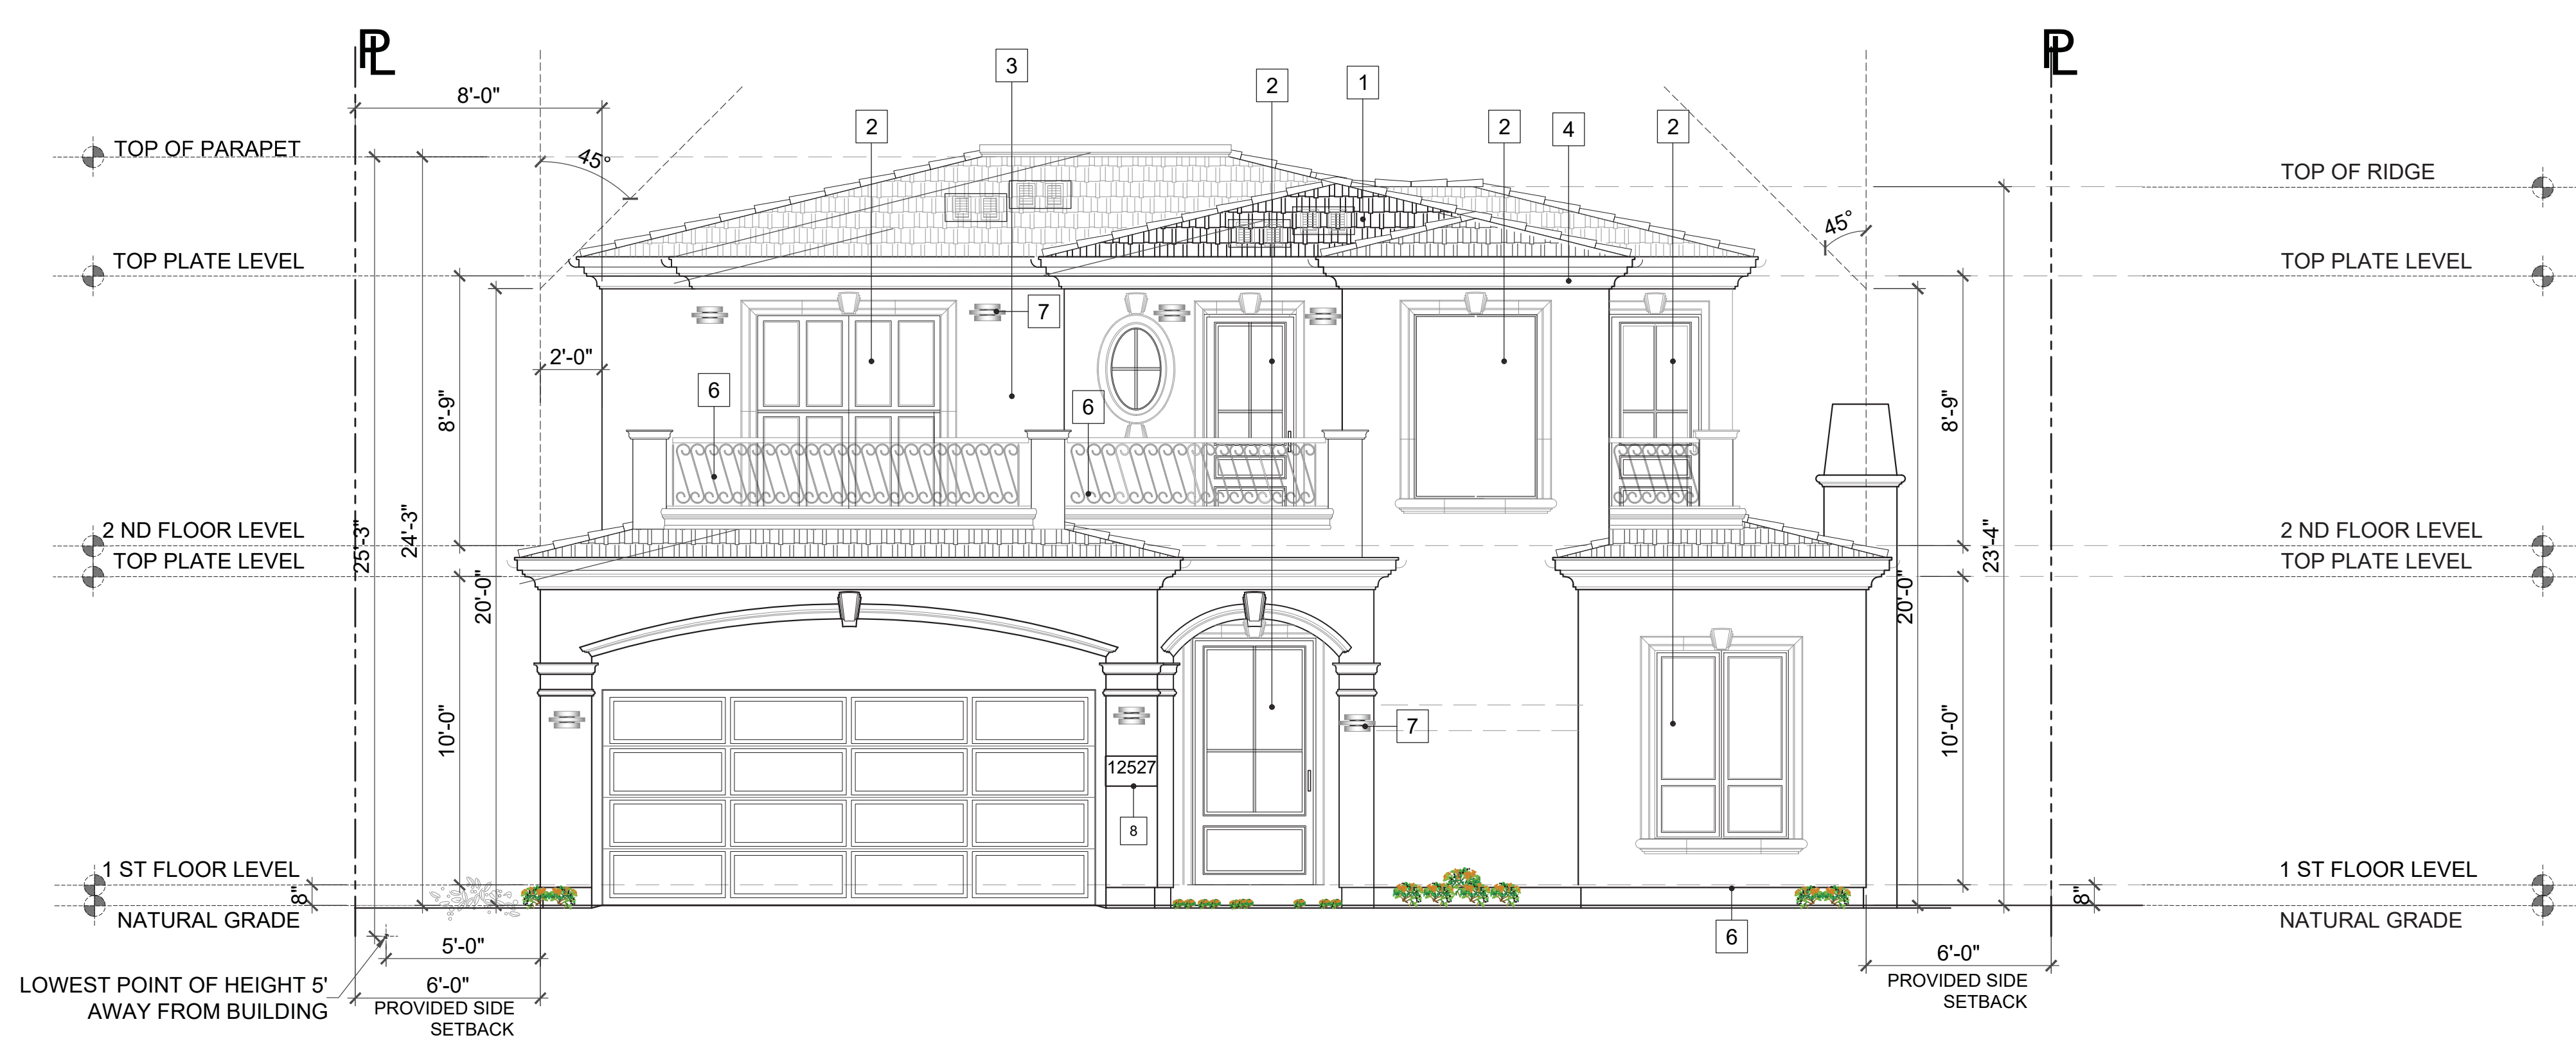 PL
PL
3
1
2
8'-0"
2
2
4
2
TOP OF PARAPET
45°
TOP OF RIDGE
45°
TOP PLATE LEVEL
TOP PLATE LEVEL
7
2'-0"
6
6
8'-9"
8'-9"
2 ND FLOOR LEVEL
25'-3"
24'-3"
2 ND FLOOR LEVEL
23'-4"
TOP PLATE LEVEL
TOP PLATE LEVEL
20'-0"
20'-0"
10'-0"
7
10'-0"
12527
8
1 ST FLOOR LEVEL
1 ST FLOOR LEVEL
8"
8"
NATURAL GRADE
NATURAL GRADE
6
5'-0"
6'-0"
LOWEST POINT OF HEIGHT 5'
AWAY FROM BUILDING
6'-0"
PROVIDED SIDE
SETBACK
PROVIDED SIDE
SETBACK